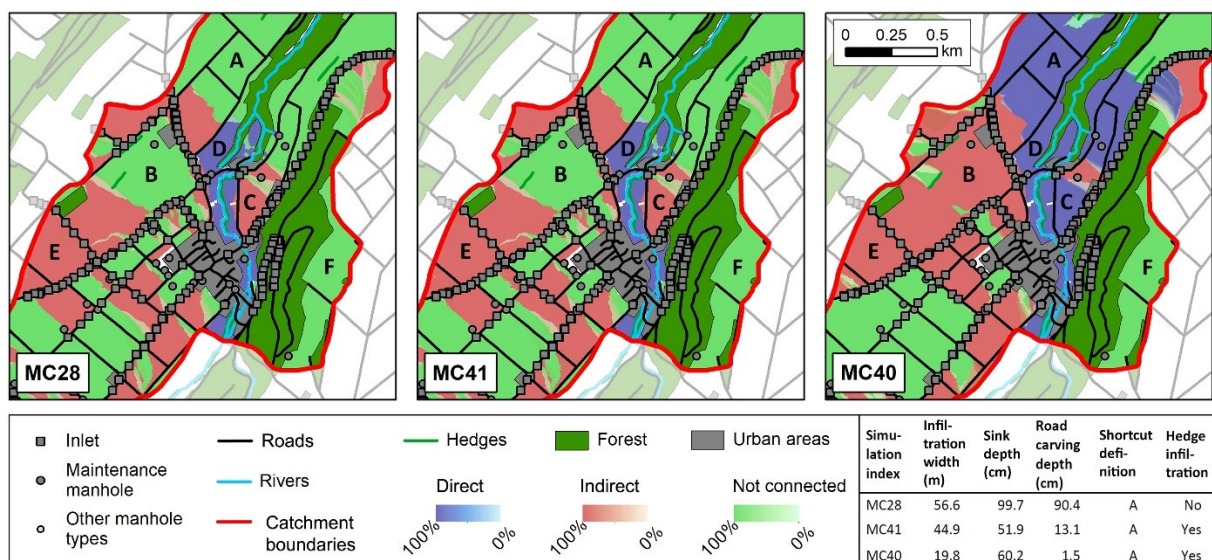 A
B
C
D
E
F
MC28
A
B
C
D
E
F
MC41
0 0.25 0.5
km
A
B
C
D
E
F
MC40
Inlet
Maintenance
manhole
Other manhole
types
Roads
Rivers
Catchment
boundaries
Hedges
Forest
Urban areas
Direct
100% 0%
Indirect
100% 0%
Not connected
100% 0%
Simu-
lation
index
Infil-
tration
width
(m)
Sink
depth
(cm)
Road
carving
depth
(cm)
Shortcut
defi-
nition
Hedge
infil-
tration
MC28 56.6 99.7 90.4 A No
MC41 44.9 51.9 13.1 A Yes
MC40 19.8 60.2 1.5 A Yes